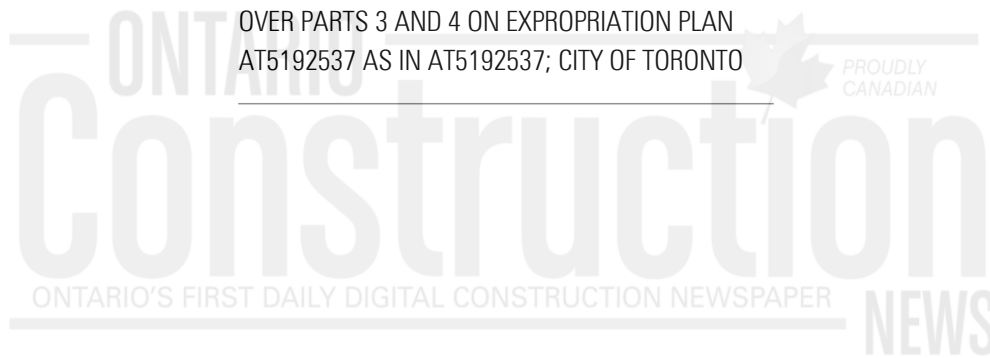 OVER PARTS 3 AND 4 ON EXPROPRIATION PLAN
AT5192537 AS IN AT5192537; CITY OF TORONTO
ONTARIO
PROUDLY
CANADIAN
Construction
ONTARIO'S FIRST DAILY DIGITAL CONSTRUCTION NEWSPAPER
NEWS